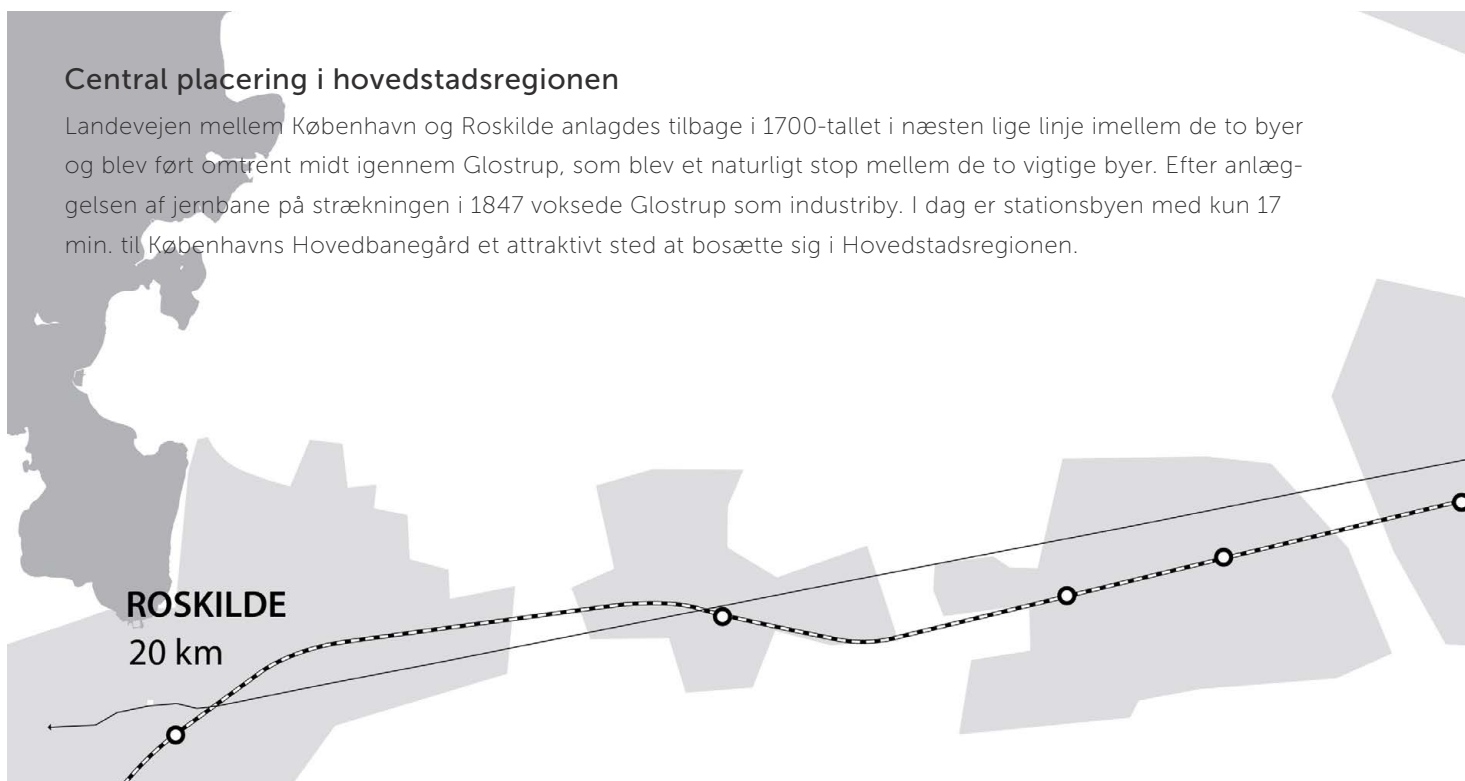 Central placering i hovedstadsregionen
Landevejen mellem København og Roskilde anlagdes tilbage i 1700-tallet i næsten lige linje imellem de to byer
og blev ført omtrent midt igennem Glostrup, som blev et naturligt stop mellem de to vigtige byer. Efter anlæg-
gelsen af jernbane på strækningen i 1847 voksede Glostrup som industriby. I dag er stationsbyen med kun 17
min. til Københavns Hovedbanegård et attraktivt sted at bosætte sig i Hovedstadsregionen.
ROSKILDE
20 km